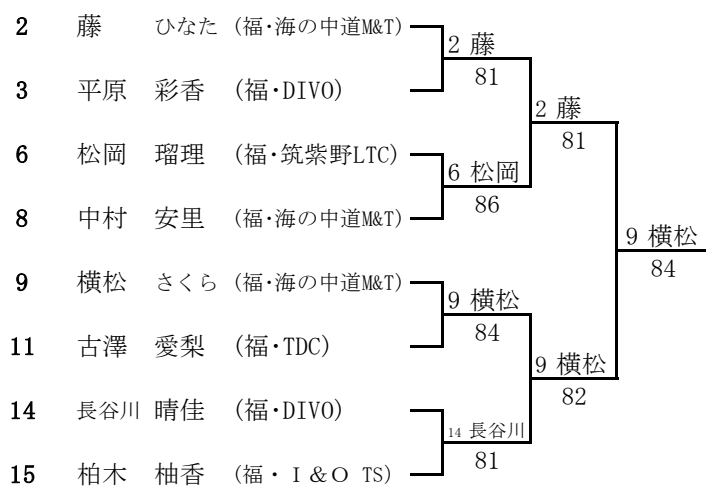 2 藤 ひなた (福・海の中道M&T)
2 藤
3 平原 彩香 (福・DIVO)
81
2 藤
81
6 松岡 瑠理 (福・筑紫野LTC)
6 松岡
8 中村 安里 (福・海の中道M&T)
86
9 横松
84
9 横松 さくら (福・海の中道M&T)
9 横松
11 古澤 愛梨 (福・TDC)
84
9 横松
82
14 長谷川 晴佳 (福・DIVO)
14 長谷川
15 柏木 柚香 (福・I&O TS)
81